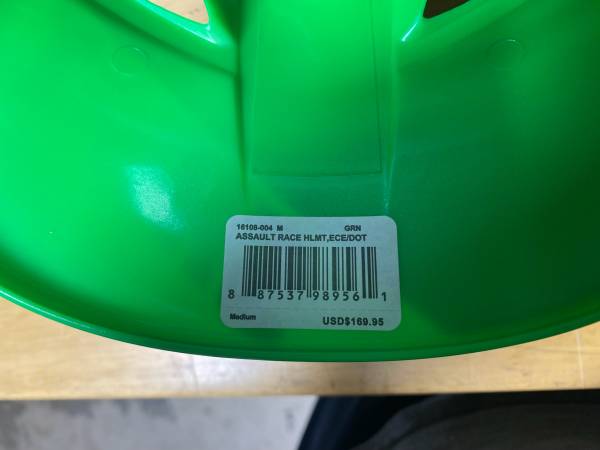 16108-004 M GRN
ASSAULT RACE HLMT,ECE/DOT
8 87537 98956 1
Medium USD$169.95